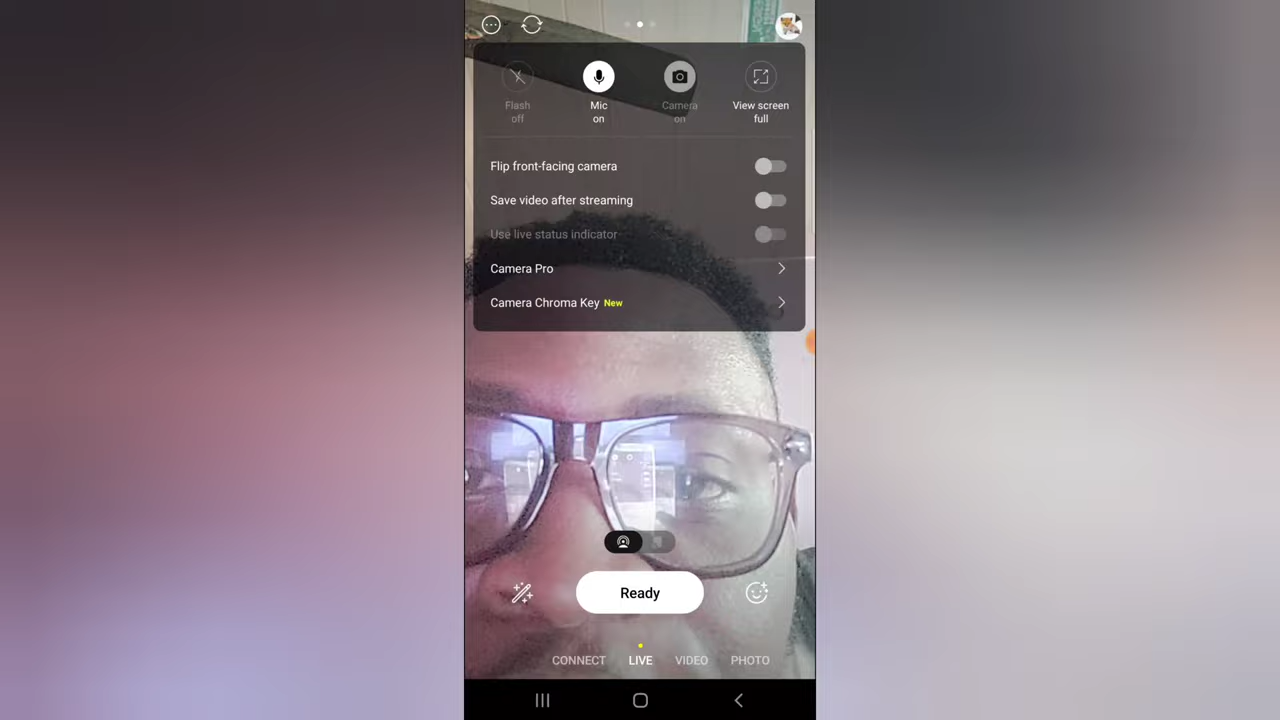 Flash
off
Mic
on
Camera
on
View screen
full
Flip front-facing camera
Save video after streaming
Use live status indicator
Camera Pro
Camera Chroma Key New
Ready
CONNECT LIVE VIDEO PHOTO